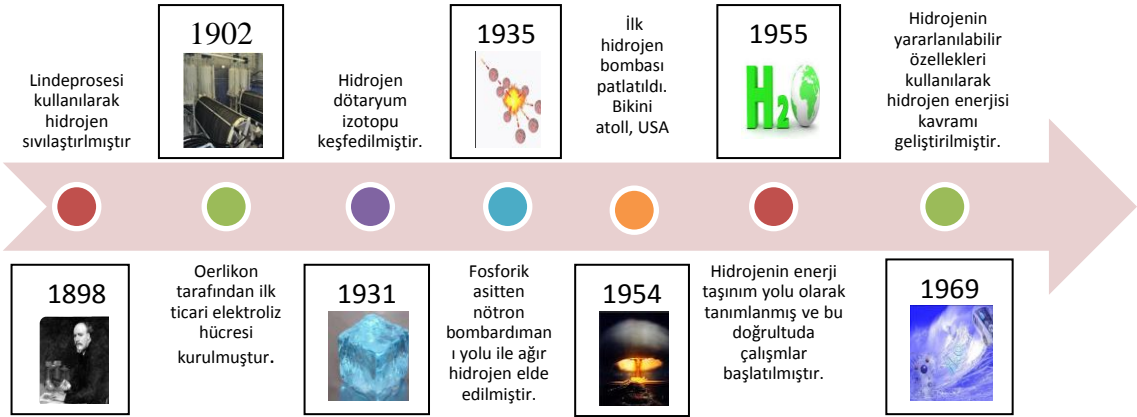 Lindeprosesi
kullanılarak
hidrojen
sıvılaştırlmıştır
1898
1902
Oerlikon
tarafından ilk
ticari elektroliz
hücresi
kurulmuştur.
Hidrojen
dötaryum
izotopu
keşfedilmiştir.
1931
1935
Fosforik
asitten
nötron
bombardıman
ı yolu ile ağır
hidrojen elde
edilmiştir.
İlk
hidrojen
bombası
patlatıldı.
Bikini
atoll, USA
1954
1955
H2O
Hidrojenin enerji
taşınım yolu olarak
tanımlanmış ve bu
doğrultuda
çalışmlar
başlatılmıştır.
Hidrojenin
yararlanılabilir
özellekleri
kullanılarak
hidrojen enerjisi
kavramı
geliştirilmiştir.
1969